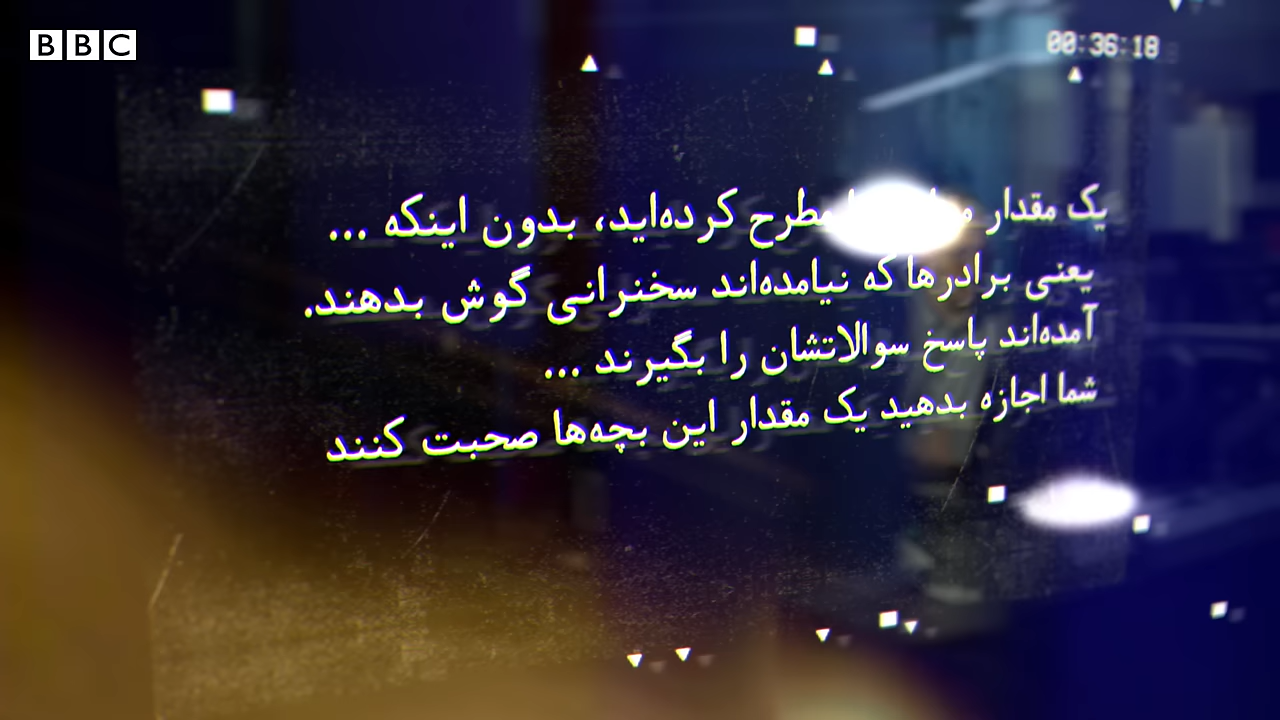 BBC
00:36:18
یک مقدار مطرح کرده‌اید، بدون اینکه ...
یعنی برادرها که نیامده‌اند سخنرانی گوش بدهند.
آمده‌اند پاسخ سوالاتشان را بگیرند ...
شما اجازه بدهید یک مقدار این بچه‌ها صحبت کنند